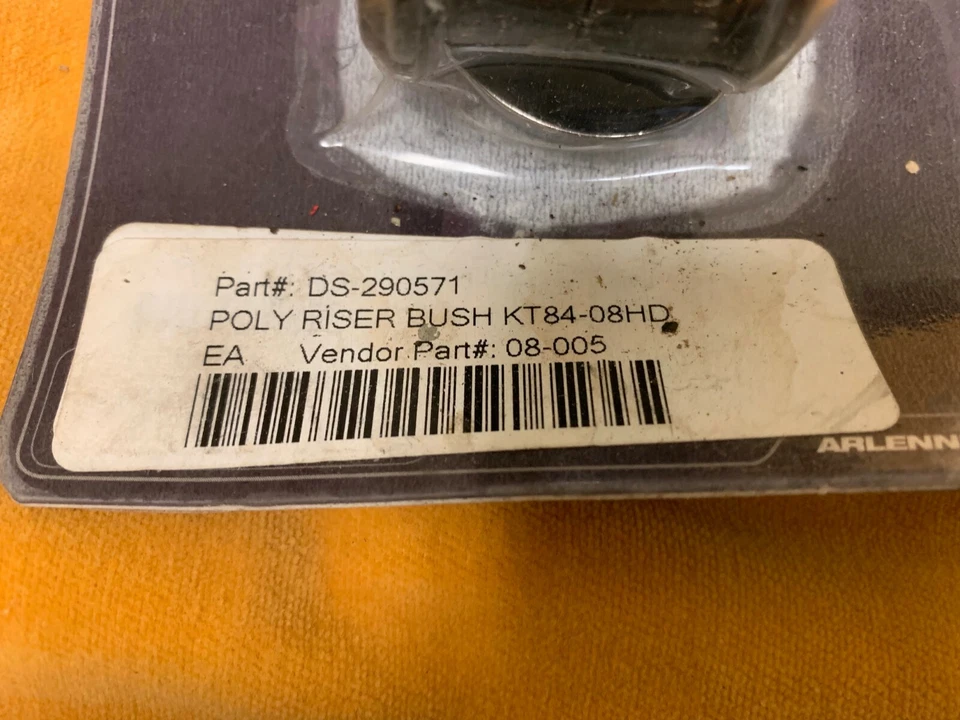 Part#: DS-290571
POLY RISER BUSH KT84-08HD
EA Vendor Part#: 08-005
ARLENN